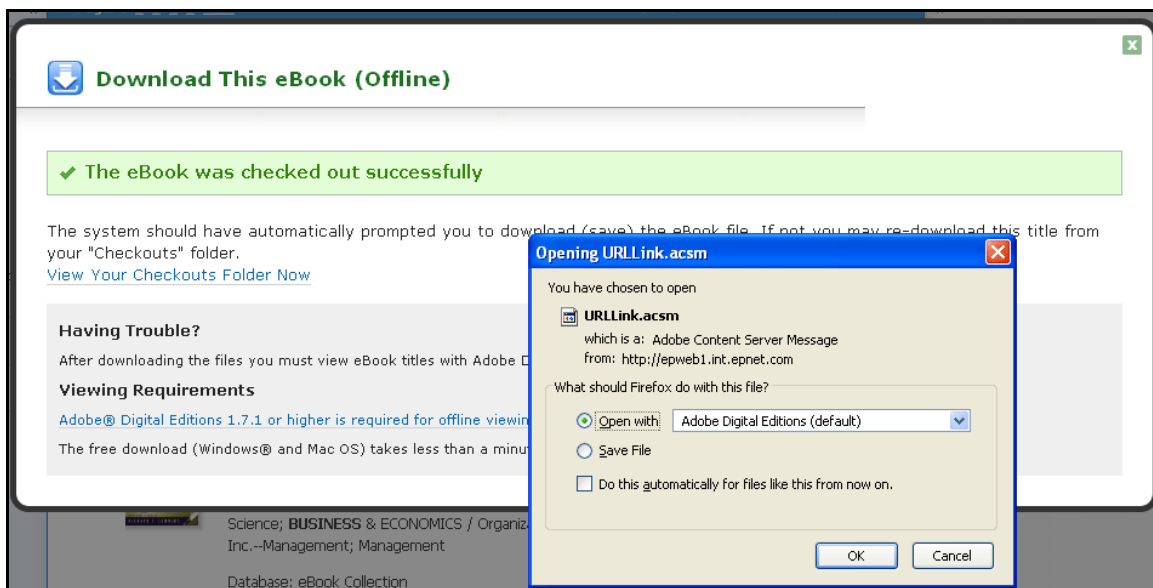 Download This eBook (Offline)
The eBook was checked out successfully
The system should have automatically prompted you to download (save) the eBook file. If not you may re-download this title from
your "Checkouts" folder.
View Your Checkouts Folder Now
Having Trouble?
After downloading the files you must view eBook titles with Adobe
Viewing Requirements
Adobe® Digital Editions 1.7.1 or higher is required for offline viewin
The free download (Windows® and Mac OS) takes less than a minu
Opening URLLink.acsm
You have chosen to open
URLLink.acsm
which is a: Adobe Content Server Message
from: http://epweb1.int.epnet.com
What should Firefox do with this file?
Open with
Adobe Digital Editions (default)
Save File
Do this automatically for files like this from now on.
OK
Cancel
Science; BUSINESS & ECONOMICS / Organiz
Inc.--Management; Management
Database: eBook Collection